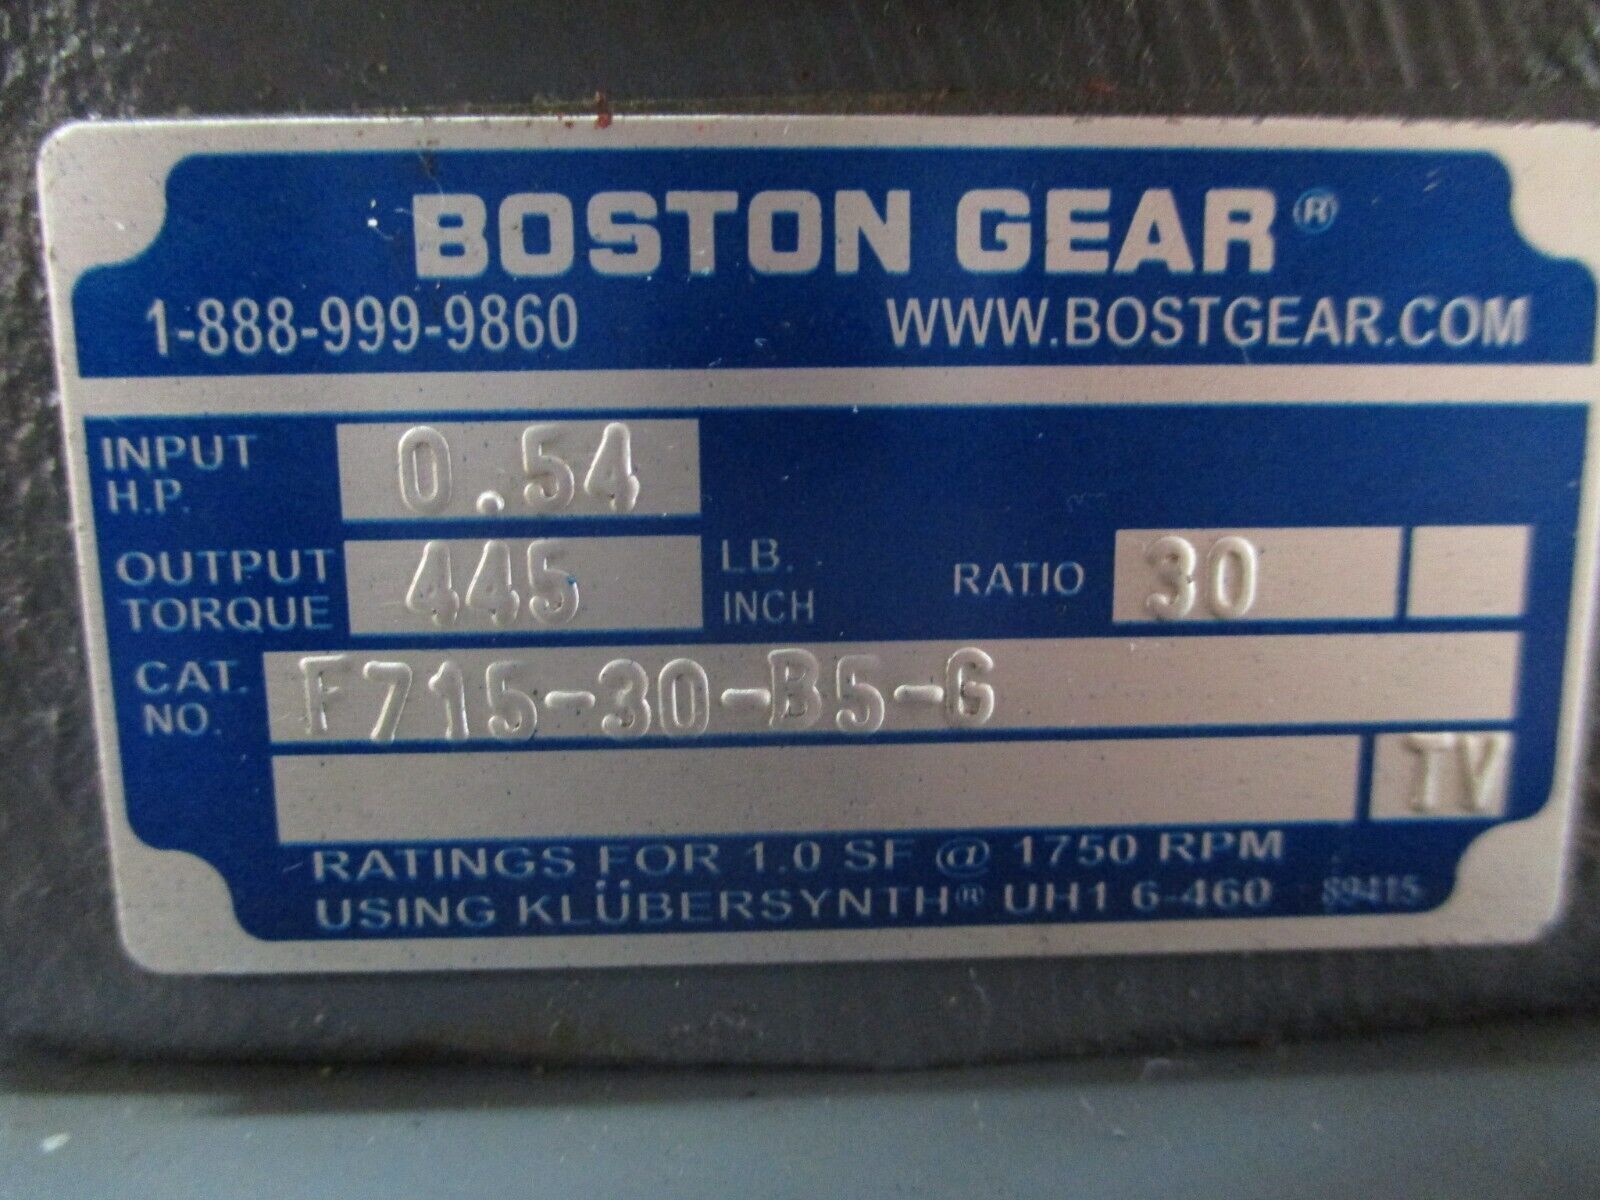 BOSTON GEAR®
1-888-999-9860 WWW.BOSTGEAR.COM
INPUT H.P. 0.54
OUTPUT TORQUE 445 LB. INCH RATIO 30
CAT. NO. F715-30-B5-G
TV
RATINGS FOR 1.0 SF @ 1750 RPM
USING KLÜBERSYNTH® UH1 6-460 89415